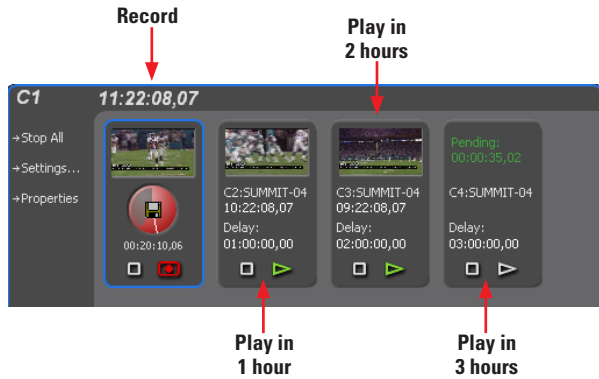 Record
Play in
2 hours
C1
11:22:08,07
→Stop All
→Settings...
→Properties
00:20:10,06
C2:SUMMIT-04
10:22:08,07
Delay:
01:00:00,00
C3:SUMMIT-04
09:22:08,07
Delay:
02:00:00,00
Pending:
00:00:35,02
C4:SUMMIT-04
Delay:
03:00:00,00
Play in
1 hour
Play in
3 hours